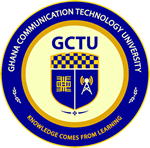 GHANA COMMUNICATION TECHNOLOGY UNIVERSITY
GCTU
KNOWLEDGE COMES FROM LEARNING